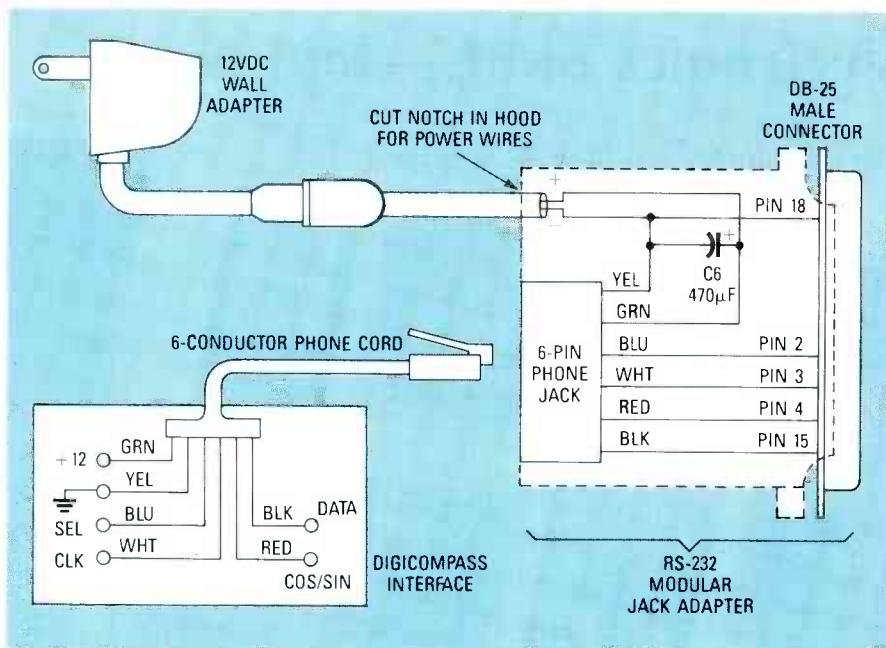 12VDC
WALL
ADAPTER
CUT NOTCH IN HOOD
FOR POWER WIRES
DB-25
MALE
CONNECTOR
+
−
PIN 18
+
C6
470µF
YEL
GRN
BLU
PIN 2
WHT
PIN 3
RED
PIN 4
BLK
PIN 15
6-PIN
PHONE
JACK
6-CONDUCTOR PHONE CORD
+12
GRN
YEL
SEL
BLU
CLK
WHT
BLK
DATA
RED
COS/SIN
DIGICOMPASS
INTERFACE
RS-232
MODULAR
JACK ADAPTER